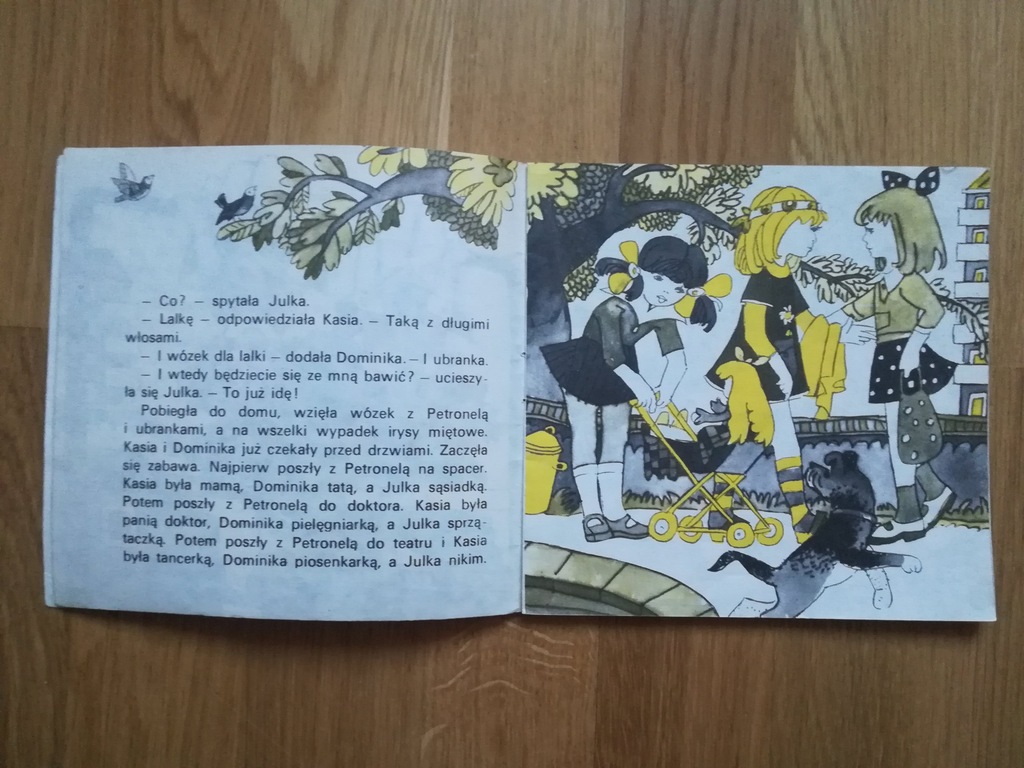 – Co? – spytała Julka.
– Lalkę – odpowiedziała Kasia. – Taką z długimi
włosami.
– I wózek dla lalki – dodała Dominika. – I ubranka.
– I wtedy będziecie się ze mną bawić? – ucieszy-
ła się Julka. – To już idę!
Pobiegła do domu, wzięła wózek z Petronelą
i ubrankami, a na wszelki wypadek irysy miętowe.
Kasia i Dominika już czekały przed drzwiami. Zaczęła
się zabawa. Najpierw poszły z Petronelą na spacer.
Kasia była mamą, Dominika tatą, a Julka sąsiadką.
Potem poszły z Petronelą do doktora. Kasia była
panią doktor, Dominika pielęgniarką, a Julka sprzą-
taczką. Potem poszły z Petronelą do teatru i Kasia
była tancerką, Dominika piosenkarką, a Julka nikim.